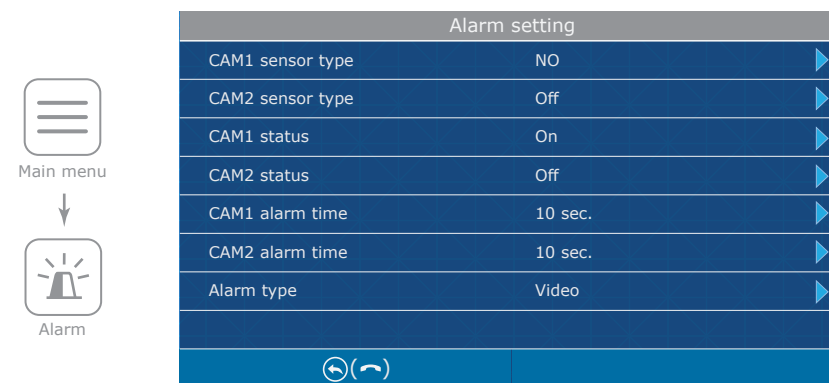 Alarm setting
CAM1 sensor type NO
CAM2 sensor type Off
CAM1 status On
CAM2 status Off
CAM1 alarm time 10 sec.
CAM2 alarm time 10 sec.
Alarm type Video
Main menu
Alarm